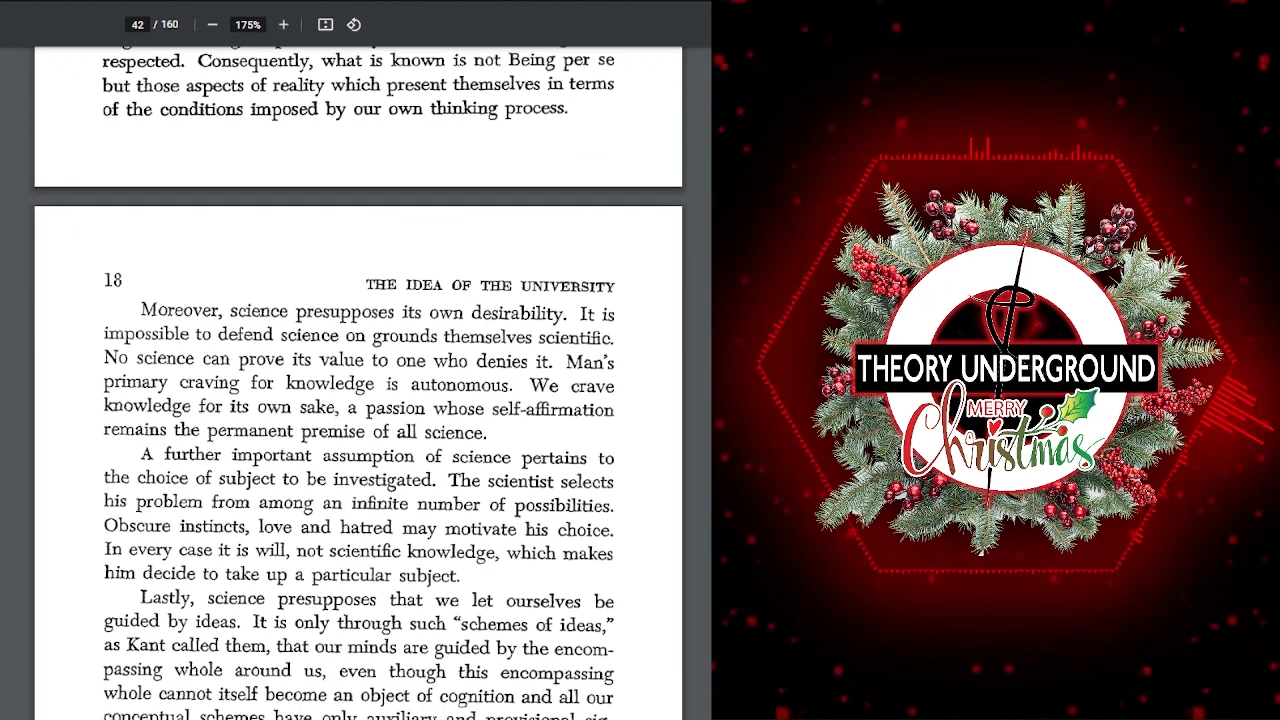 42 / 160
175%
respected. Consequently, what is known is not Being per se
but those aspects of reality which present themselves in terms
of the conditions imposed by our own thinking process.
18
THE IDEA OF THE UNIVERSITY
Moreover, science presupposes its own desirability. It is
impossible to defend science on grounds themselves scientific.
No science can prove its value to one who denies it. Man's
primary craving for knowledge is autonomous. We crave
knowledge for its own sake, a passion whose self-affirmation
remains the permanent premise of all science.
A further important assumption of science pertains to
the choice of subject to be investigated. The scientist selects
his problem from among an infinite number of possibilities.
Obscure instincts, love and hatred may motivate his choice.
In every case it is will, not scientific knowledge, which makes
him decide to take up a particular subject.
Lastly, science presupposes that we let ourselves be
guided by ideas. It is only through such "schemes of ideas,"
as Kant called them, that our minds are guided by the encom-
passing whole around us, even though this encompassing
whole cannot itself become an object of cognition and all our
conceptual schemes have only auxiliary and provisional sig-
THEORY UNDERGROUND
MERRY
Christmas